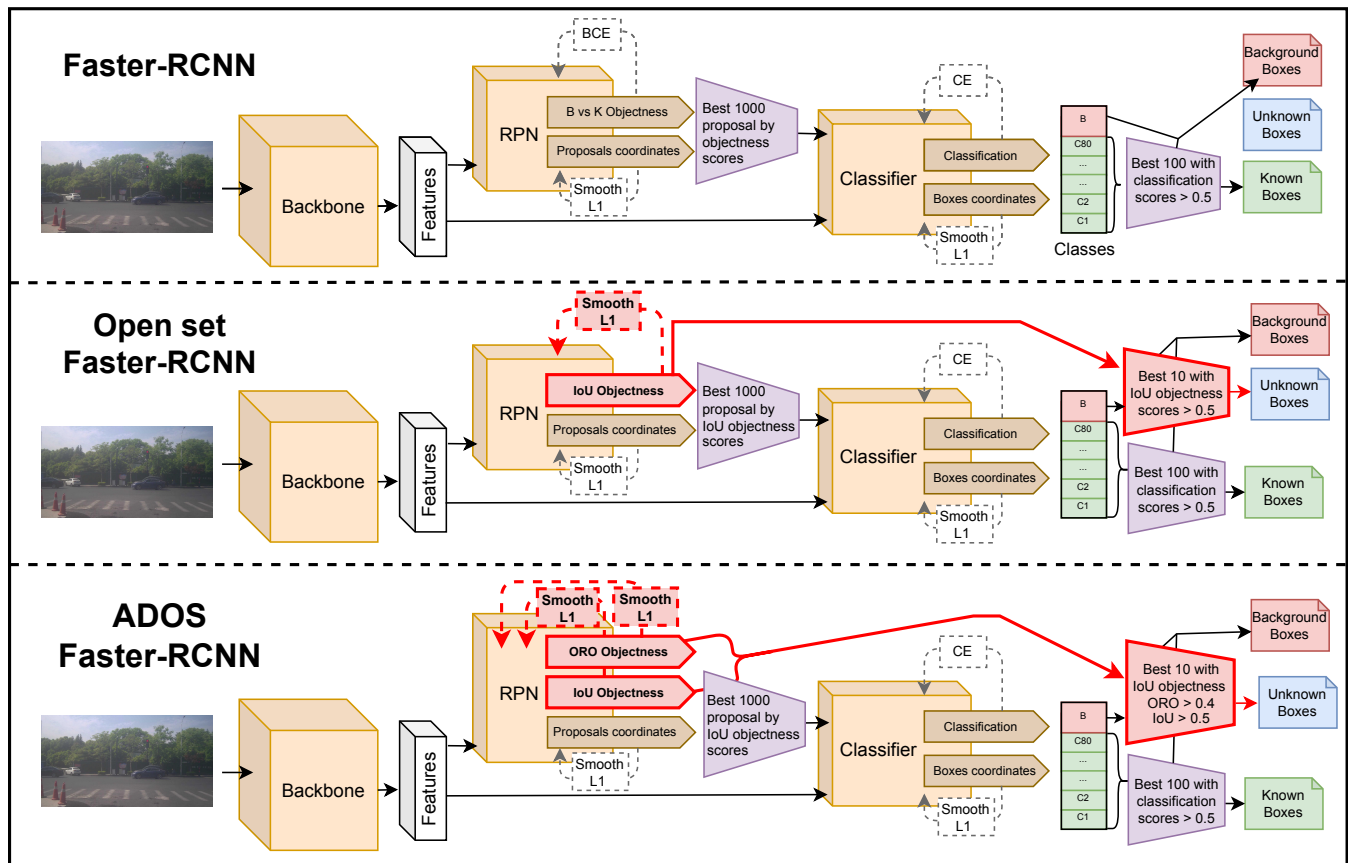 Faster-RCNN
BCE
B vs K Objectness
RPN
Proposals coordinates
Smooth
L1
Best 1000
proposal by
objectness
scores
Backbone
Features
CE
Classification
Classifier
Boxes coordinates
Smooth
L1
B
C80
...
...
C2
C1
Classes
Best 100 with
classification
scores > 0.5
Background
Boxes
Unknown
Boxes
Known
Boxes
Open set
Faster-RCNN
Smooth
L1
IoU Objectness
RPN
Proposals coordinates
Smooth
L1
Best 1000
proposal by
IoU objectness
scores
Backbone
Features
CE
Classification
Classifier
Boxes coordinates
Smooth
L1
B
C80
...
...
C2
C1
Best 10 with
IoU objectness
scores > 0.5
Best 100 with
classification
scores > 0.5
Background
Boxes
Unknown
Boxes
Known
Boxes
ADOS
Faster-RCNN
Smooth
L1
Smooth
L1
ORO Objectness
RPN
IoU Objectness
Proposals coordinates
Smooth
L1
Best 1000
proposal by
IoU objectness
scores
Backbone
Features
CE
Classification
Classifier
Boxes coordinates
Smooth
L1
B
C80
...
...
C2
C1
Best 10 with
IoU objectness
ORO > 0.4
IoU > 0.5
Best 100 with
classification
scores > 0.5
Background
Boxes
Unknown
Boxes
Known
Boxes